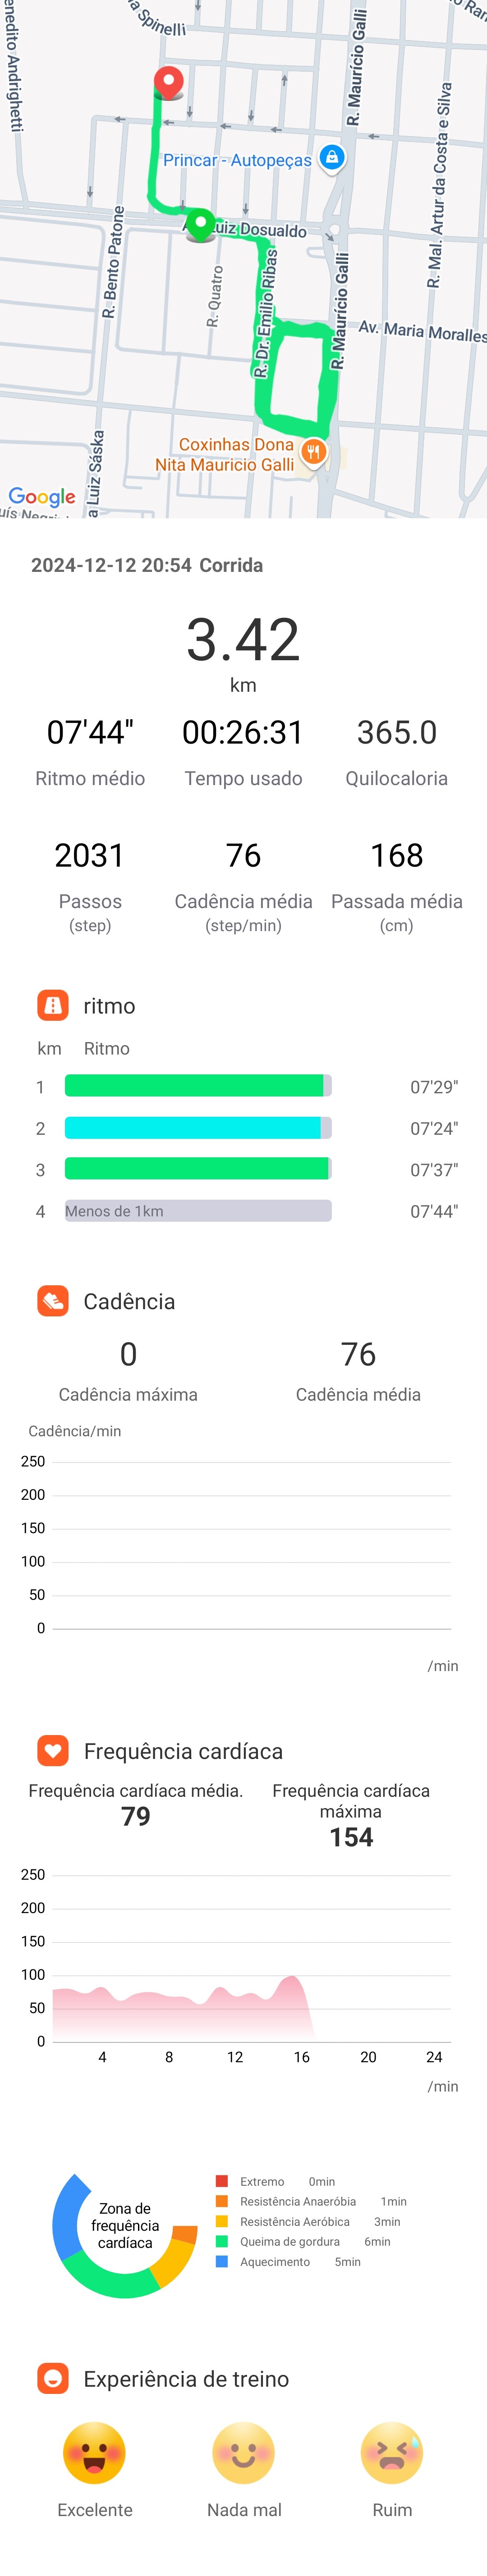 enedito Andrighetti
a Spinelli
o Ran
R. Maurício Galli
Princar - Autopeças
R. Mal. Artur da Costa e Silva
R. Bento Patone
Luiz Dosualdo
R. Quatro
R. Dr. Emílio Ribas
R. Maurício Galli
Av. Maria Moralles
Coxinhas Dona
Nita Mauricio Galli
a Luiz Sáska
Google
uís Negri
2024-12-12 20:54 Corrida
3.42
km
07'44" 00:26:31 365.0
Ritmo médio Tempo usado Quilocaloria
2031 76 168
Passos Cadência média Passada média
(step) (step/min) (cm)
ritmo
km Ritmo
1 07'29"
2 07'24"
3 07'37"
4 Menos de 1km 07'44"
Cadência
0 76
Cadência máxima Cadência média
Cadência/min
250
200
150
100
50
0
/min
Frequência cardíaca
Frequência cardíaca média.
79
Frequência cardíaca
máxima
154
250
200
150
100
50
0
4 8 12 16 20 24
/min
Zona de
frequência
cardíaca
Extremo 0min
Resistência Anaeróbia 1min
Resistência Aeróbica 3min
Queima de gordura 6min
Aquecimento 5min
Experiência de treino
Excelente Nada mal Ruim